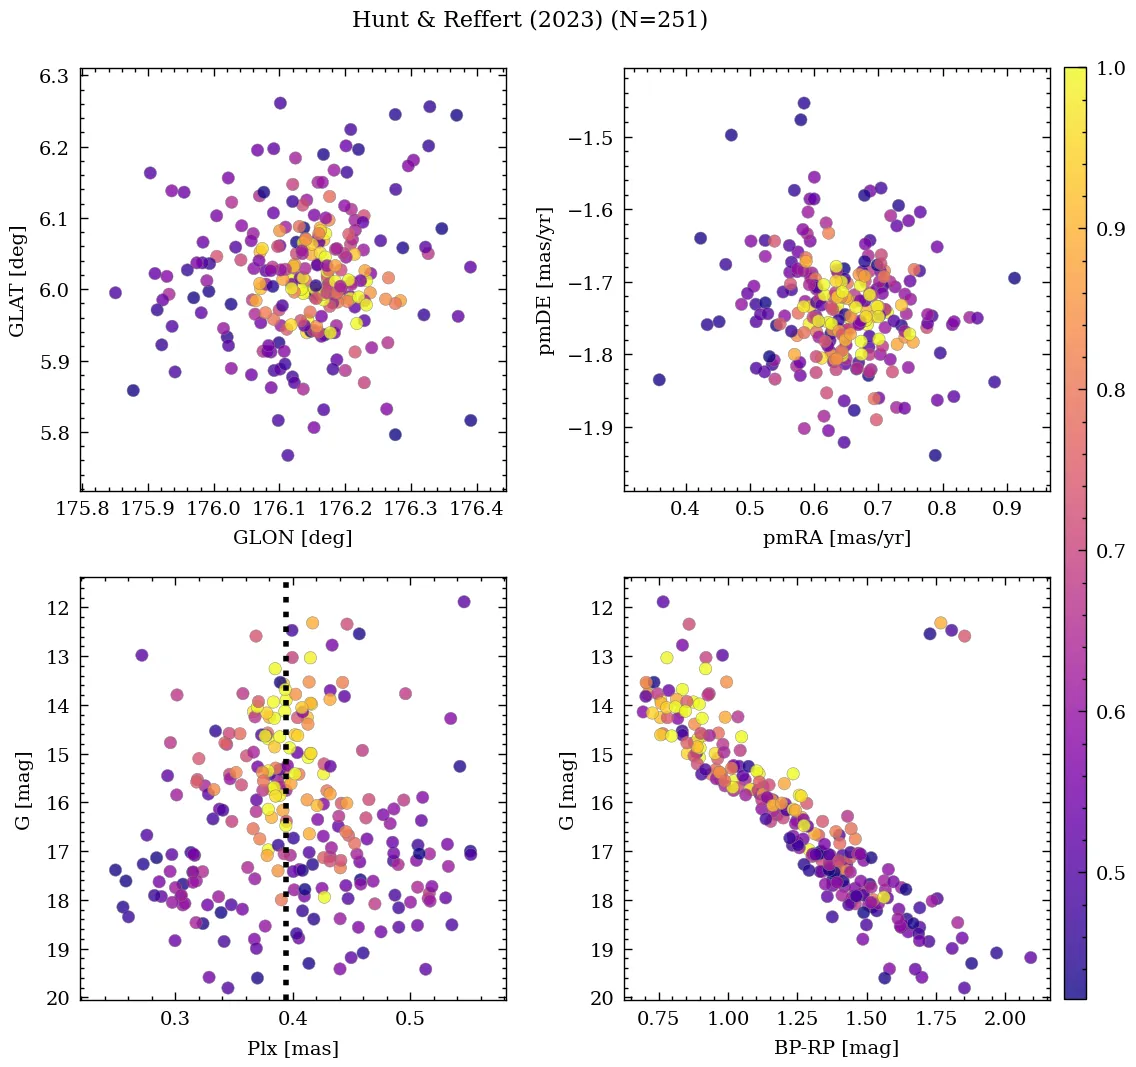 Hunt & Reffert (2023) (N=251)
6.3
6.2
6.1
6.0
5.9
5.8
GLAT [deg]
175.8 175.9 176.0 176.1 176.2 176.3 176.4
GLON [deg]
−1.5
−1.6
−1.7
−1.8
−1.9
pmDE [mas/yr]
0.4 0.5 0.6 0.7 0.8 0.9
pmRA [mas/yr]
12
13
14
15
16
17
18
19
20
G [mag]
0.3 0.4 0.5
Plx [mas]
12
13
14
15
16
17
18
19
20
G [mag]
0.75 1.00 1.25 1.50 1.75 2.00
BP-RP [mag]
1.0
0.9
0.8
0.7
0.6
0.5